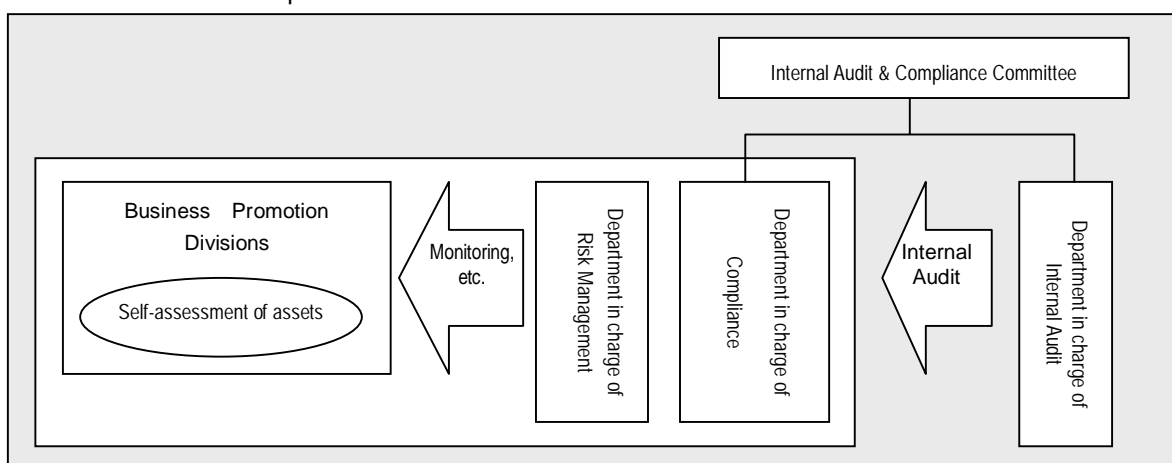 Internal Audit & Compliance Committee
Business Promotion
Divisions
Self-assessment of assets
Monitoring,
etc.
Department in charge of
Risk Management
Department in charge of
Compliance
Internal
Audit
Department in charge of
Internal Audit